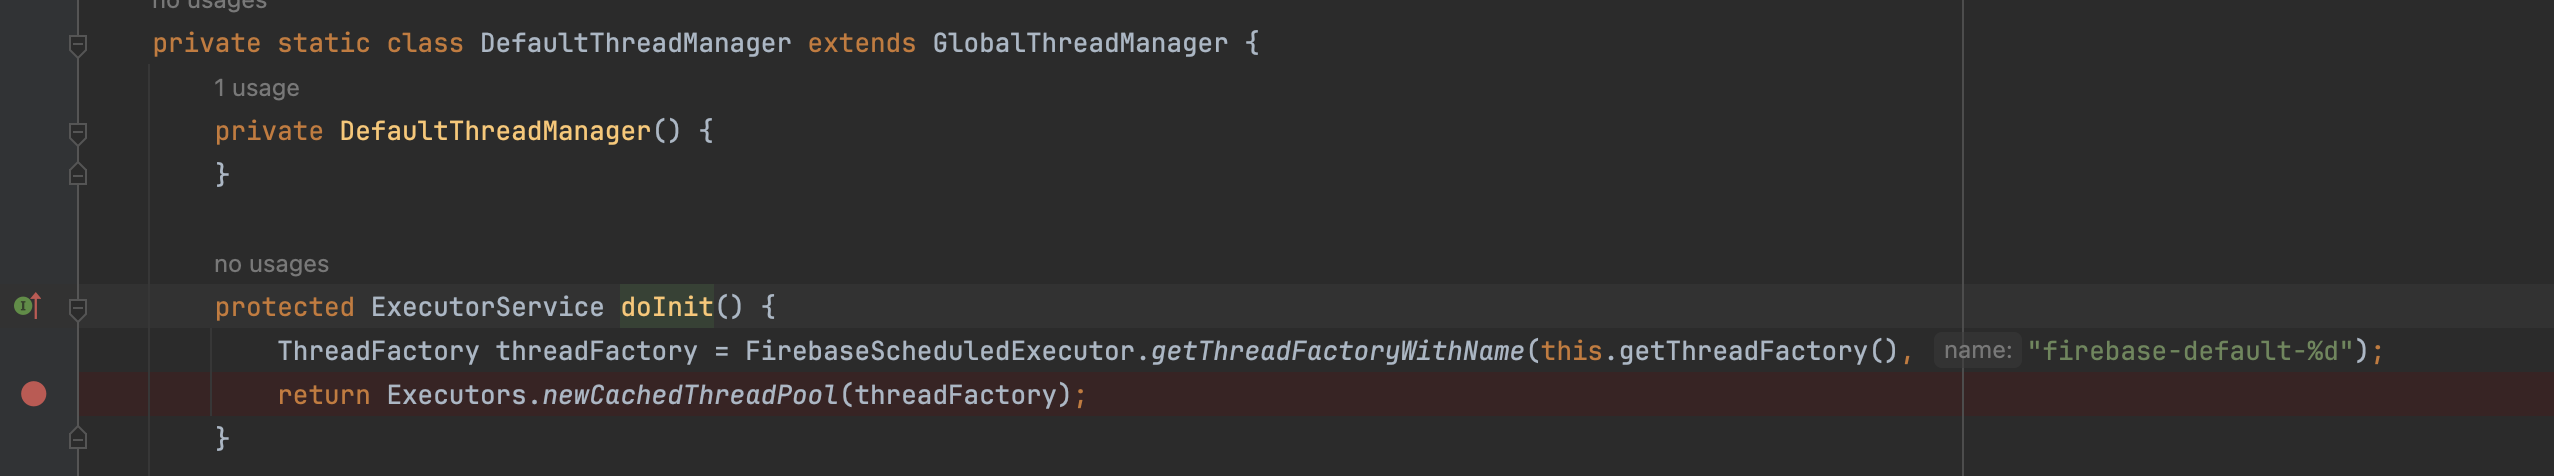 no usages
private static class DefaultThreadManager extends GlobalThreadManager {
1 usage
private DefaultThreadManager() {
}
no usages
protected ExecutorService doInit() {
ThreadFactory threadFactory = FirebaseScheduledExecutor.getThreadFactoryWithName(this.getThreadFactory(), name: "firebase-default-%d");
return Executors.newCachedThreadPool(threadFactory);
}